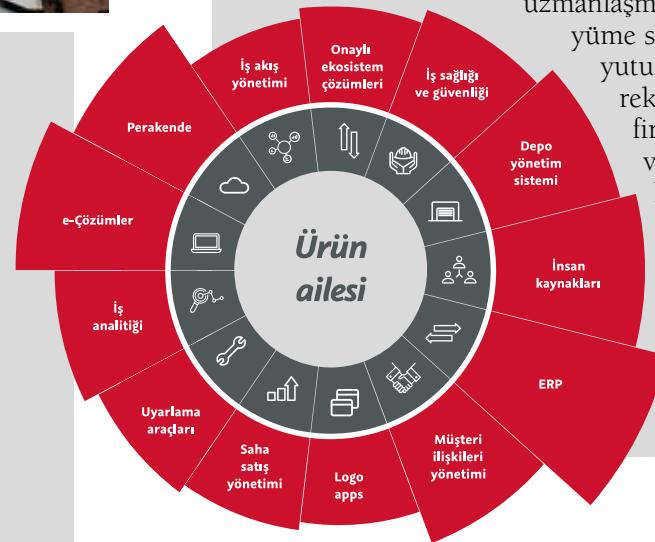 uzmanlaşm
yüme s
yutu
rek
fir
v
Onaylı
ekosistem
çözümleri
İş sağlığı
ve güvenliği
Depo
yönetim
sistemi
İnsan
kaynakları
ERP
Müşteri
ilişkileri
yönetimi
Logo
apps
Saha
satış
yönetimi
Uyarlama
araçları
İş
analitiği
e-Çözümler
Perakende
İş akış
yönetimi
Ürün
ailesi